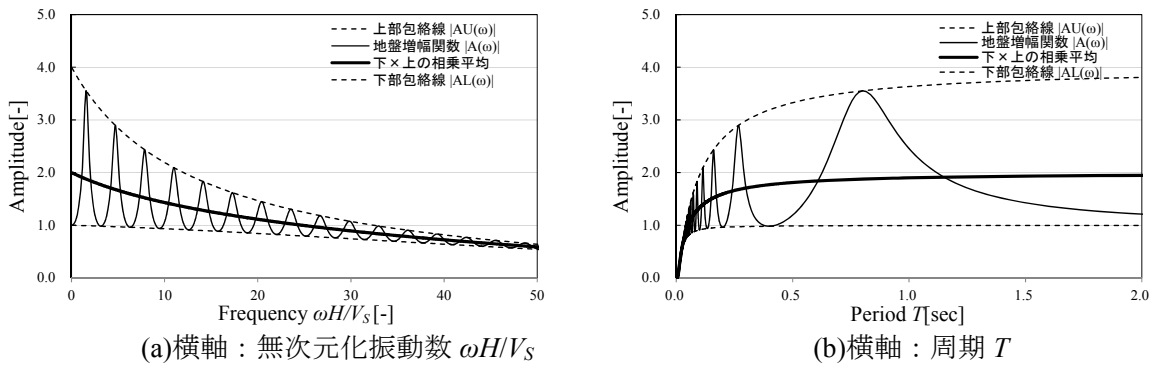 5.0
4.0
3.0
2.0
1.0
0.0
Amplitude[-]
上部包絡線 |AU(ω)|
地盤増幅関数 |A(ω)|
下×上の相乗平均
下部包絡線 |AL(ω)|
0 10 20 30 40 50
Frequency ωH/VS [-]
(a)横軸：無次元化振動数 ωH/VS
5.0
4.0
3.0
2.0
1.0
0.0
Amplitude[-]
上部包絡線 |AU(ω)|
地盤増幅関数 |A(ω)|
下×上の相乗平均
下部包絡線 |AL(ω)|
0.0 0.5 1.0 1.5 2.0
Period T[sec]
(b)横軸：周期 T